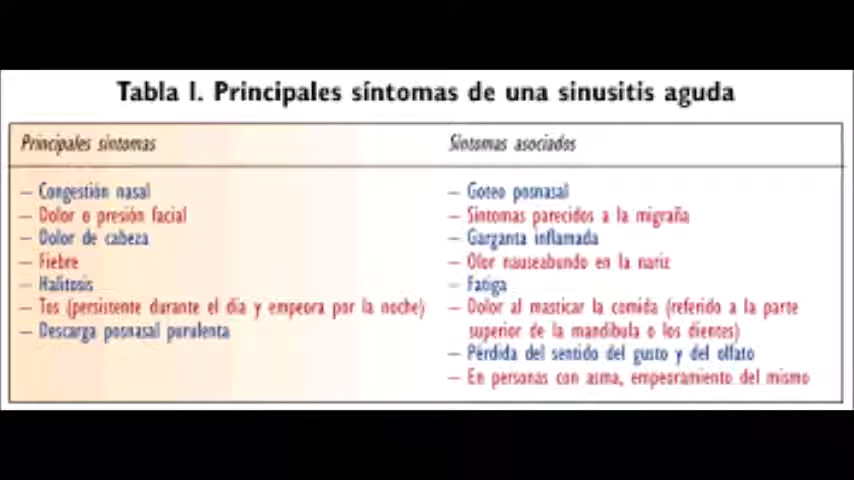 Tabla I. Principales síntomas de una sinusitis aguda
Principales síntomas
– Congestión nasal
– Dolor o presión facial
– Dolor de cabeza
– Fiebre
– Halitosis
– Tos (persistente durante el día y empeora por la noche)
– Descarga posnasal purulenta
Síntomas asociados
– Goteo posnasal
– Síntomas parecidos a la migraña
– Garganta inflamada
– Olor nauseabundo en la nariz
– Fatiga
– Dolor al masticar la comida (referido a la parte
superior de la mandíbula o los dientes)
– Pérdida del sentido del gusto y del olfato
– En personas con asma, empeoramiento del mismo